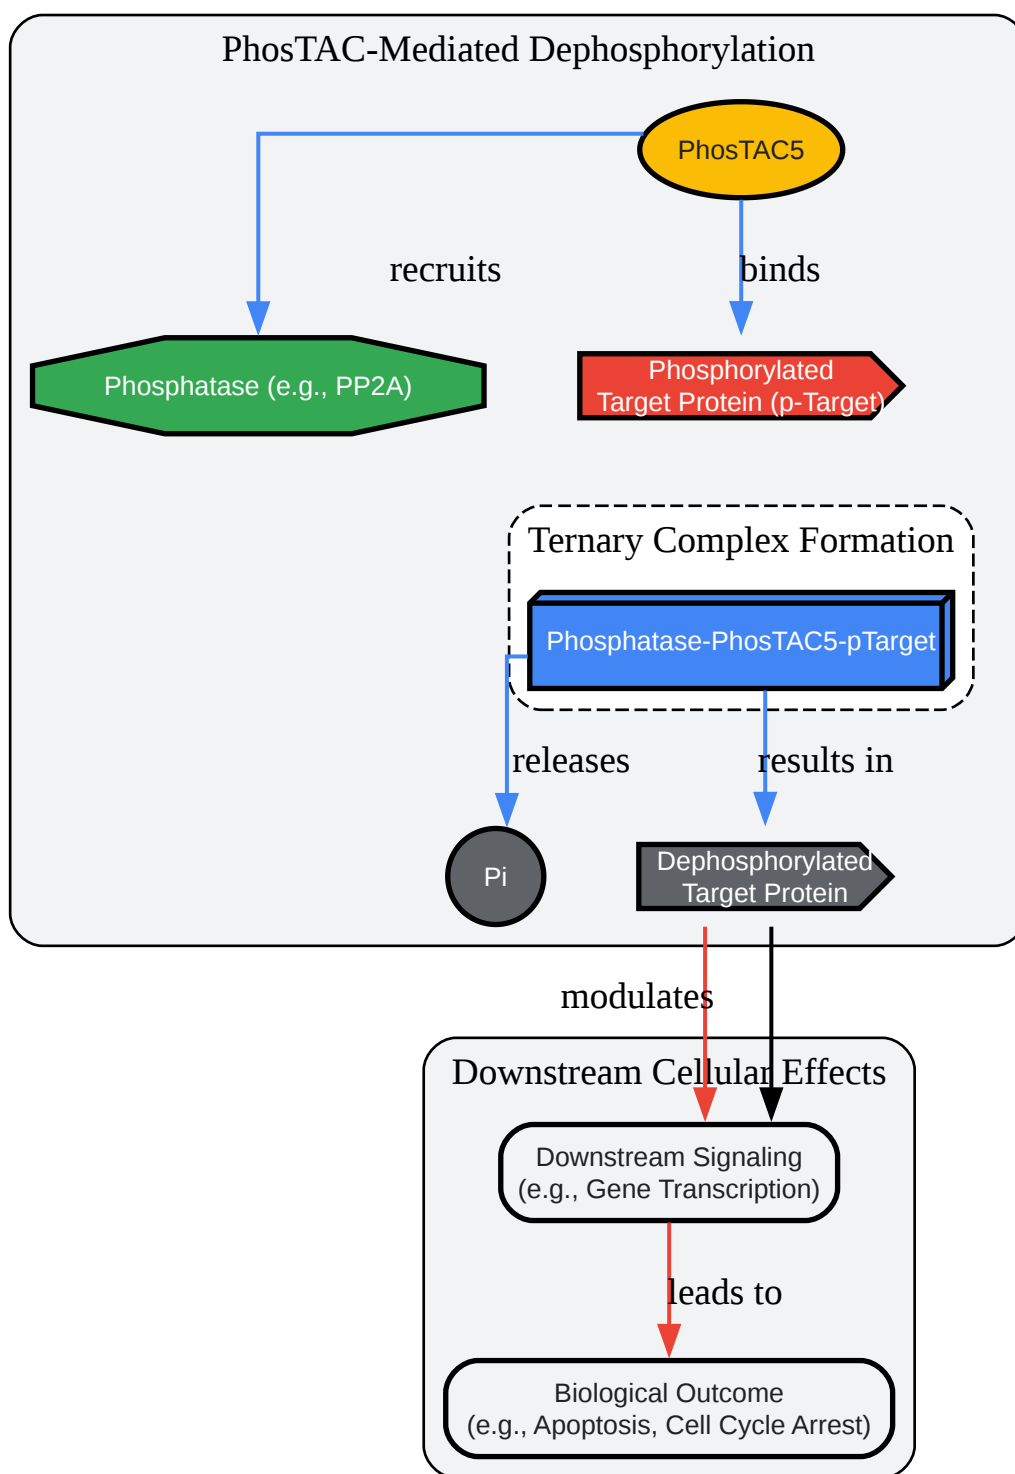 PhosTAC-Mediated Dephosphorylation
PhosTAC5
recruits
binds
Phosphatase (e.g., PP2A)
Phosphorylated
Target Protein (p-Target)
Ternary Complex Formation
Phosphatase-PhosTAC5-pTarget
releases
results in
Pi
Dephosphorylated
Target Protein
modulates
Downstream Cellular Effects
Downstream Signaling
(e.g., Gene Transcription)
leads to
Biological Outcome
(e.g., Apoptosis, Cell Cycle Arrest)